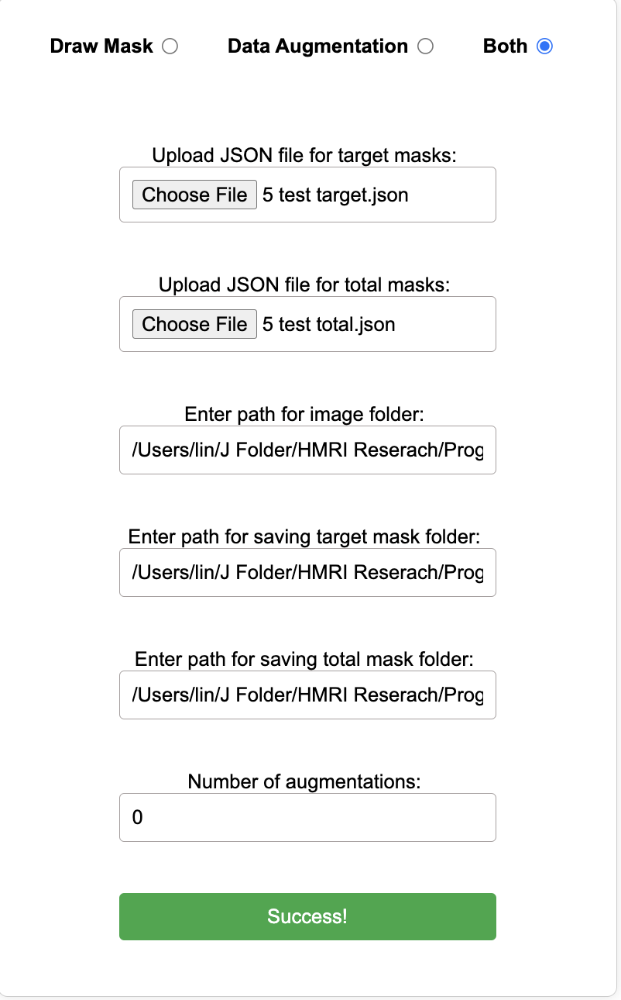 Draw Mask Data Augmentation Both
Upload JSON file for target masks:
Choose File 5 test target.json
Upload JSON file for total masks:
Choose File 5 test total.json
Enter path for image folder:
/Users/lin/J Folder/HMRI Reserach/Prog
Enter path for saving target mask folder:
/Users/lin/J Folder/HMRI Reserach/Prog
Enter path for saving total mask folder:
/Users/lin/J Folder/HMRI Reserach/Prog
Number of augmentations:
0
Success!